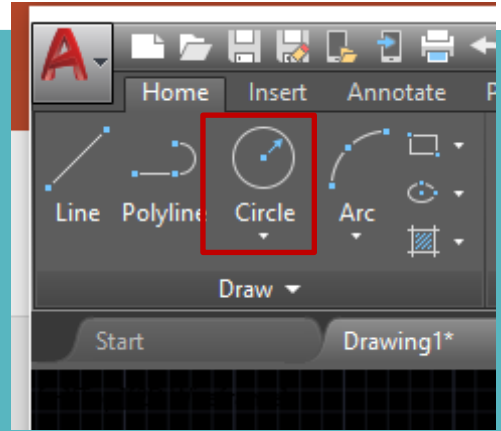 Home Insert Annotate
Line Polyline Circle Arc
Draw
Start Drawing1*